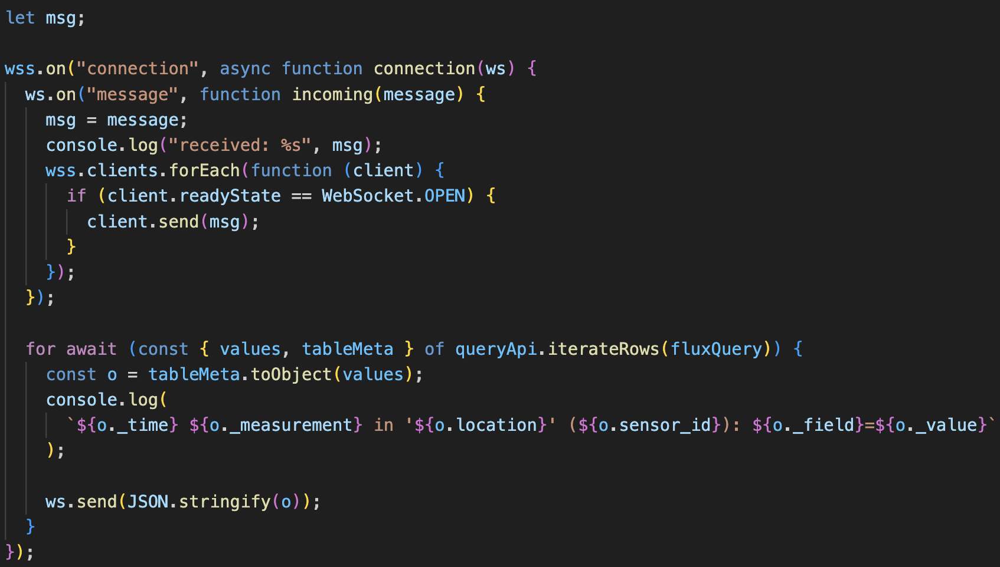 let msg;

wss.on("connection", async function connection(ws) {
  ws.on("message", function incoming(message) {
    msg = message;
    console.log("received: %s", msg);
    wss.clients.forEach(function (client) {
      if (client.readyState == WebSocket.OPEN) {
        client.send(msg);
      }
    });
  });

  for await (const { values, tableMeta } of queryApi.iterateRows(fluxQuery)) {
    const o = tableMeta.toObject(values);
    console.log(
      `${o._time} ${o._measurement} in '${o.location}' (${o.sensor_id}): ${o._field}=${o._value}`
    );

    ws.send(JSON.stringify(o));
  }
});